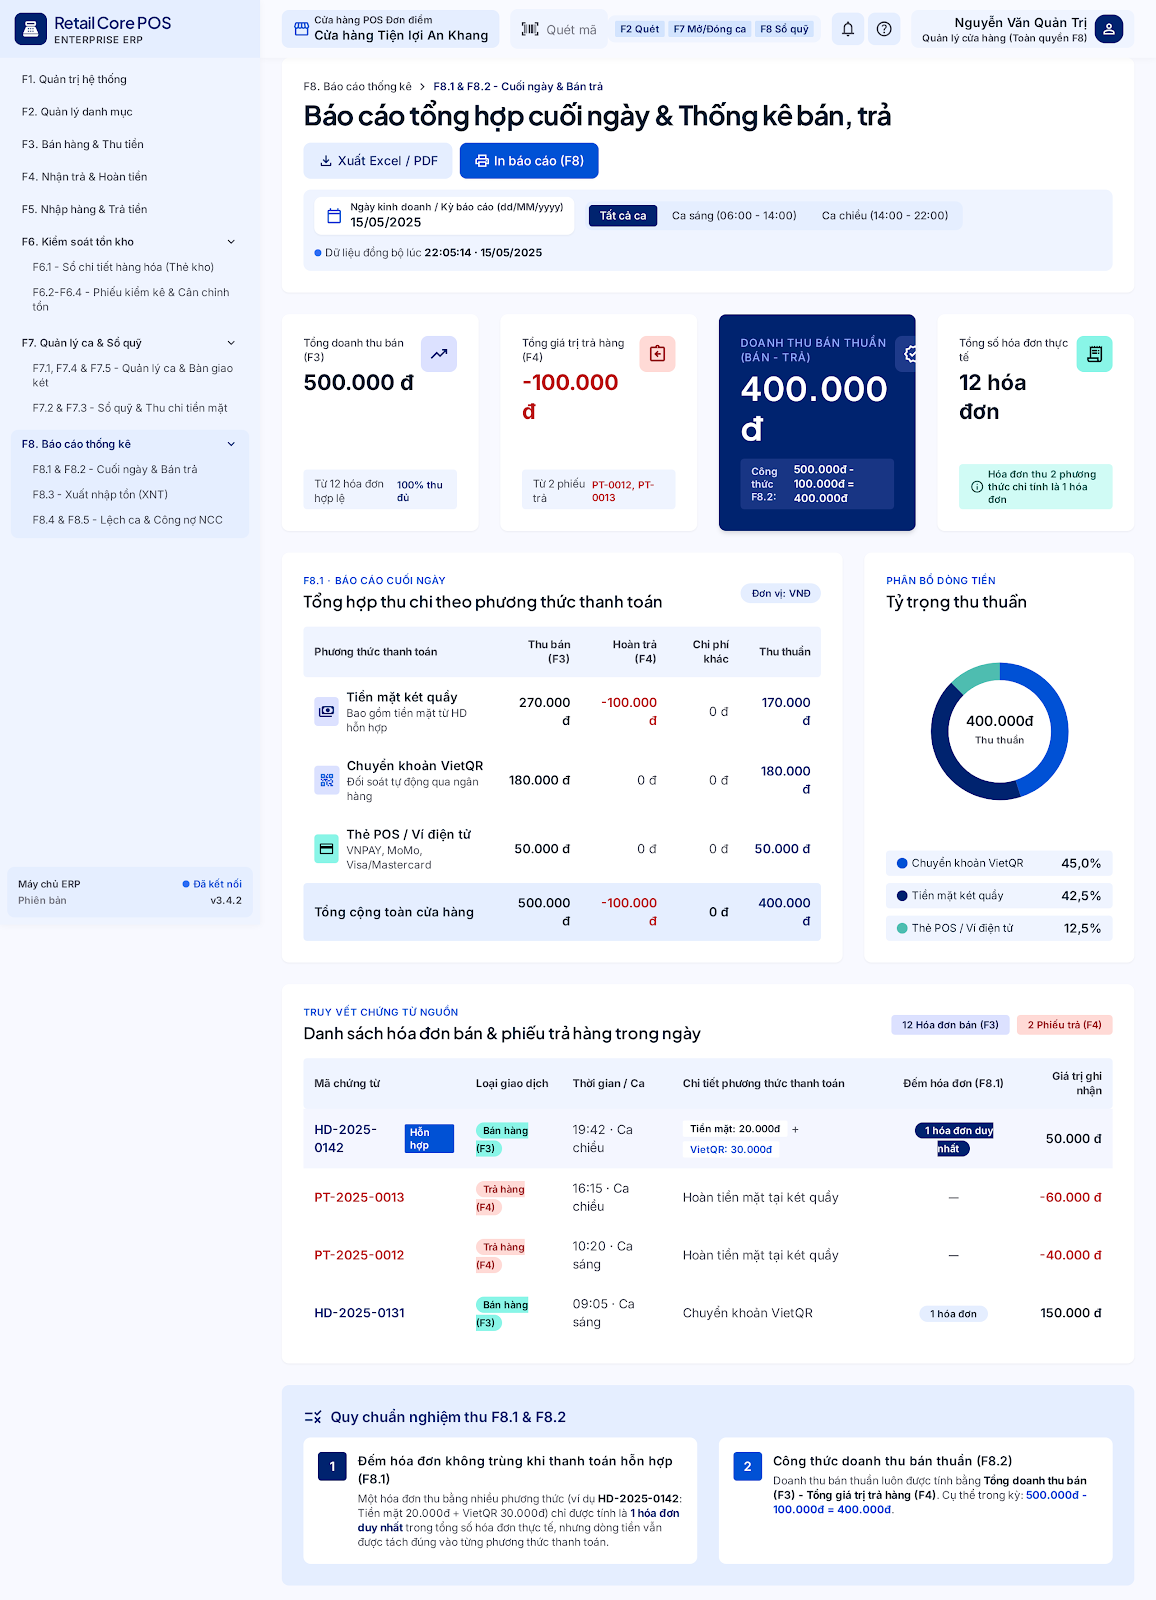 Retail Core POS
ENTERPRISE ERP
Cửa hàng POS Đơn điểm
Cửa hàng Tiện lợi An Khang
Quét mã
F2 Quét
F7 Mở/Đóng ca
F8 Sổ quỹ
Nguyễn Văn Quản Trị
Quản lý cửa hàng (Toàn quyền F8)
F1. Quản trị hệ thống
F2. Quản lý danh mục
F3. Bán hàng & Thu tiền
F4. Nhận trả & Hoàn tiền
F5. Nhập hàng & Trả tiền
F6. Kiểm soát tồn kho
F6.1 - Sổ chi tiết hàng hóa (Thẻ kho)
F6.2-F6.4 - Phiếu kiểm kê & Cân chỉnh
tồn
F7. Quản lý ca & Sổ quỹ
F7.1, F7.4 & F7.5 - Quản lý ca & Bàn giao
két
F7.2 & F7.3 - Sổ quỹ & Thu chi tiền mặt
F8. Báo cáo thống kê
F8.1 & F8.2 - Cuối ngày & Bán trả
F8.3 - Xuất nhập tồn (XNT)
F8.4 & F8.5 - Lệch ca & Công nợ NCC
Máy chủ ERP
Đã kết nối
Phiên bản
v3.4.2
F8. Báo cáo thống kê
F8.1 & F8.2 - Cuối ngày & Bán trả
Báo cáo tổng hợp cuối ngày & Thống kê bán, trả
Xuất Excel / PDF
In báo cáo (F8)
Ngày kinh doanh / Kỳ báo cáo (dd/MM/yyyy)
15/05/2025
Tất cả ca
Ca sáng (06:00 - 14:00)
Ca chiều (14:00 - 22:00)
Dữ liệu đồng bộ lúc 22:05:14 · 15/05/2025
Tổng doanh thu bán
(F3)
500.000 đ
Từ 12 hóa đơn
hợp lệ
100% thu
đủ
Tổng giá trị trả hàng
(F4)
-100.000
đ
Từ 2 phiếu
trả
PT-0012, PT-
0013
DOANH THU BÁN THUẦN
(BÁN - TRẢ)
400.000
đ
Công
thức
F8.2:
500.000đ -
100.000đ =
400.000đ
Tổng số hóa đơn thực
tế
12 hóa
đơn
Hóa đơn thu 2 phương
thức chỉ tính là 1 hóa
đơn
F8.1 · BÁO CÁO CUỐI NGÀY
Tổng hợp thu chi theo phương thức thanh toán
Đơn vị: VNĐ
Phương thức thanh toán
Thu bán
(F3)
Hoàn trả
(F4)
Chi phí
khác
Thu thuần
Tiền mặt két quầy
Bao gồm tiền mặt từ HD
hỗn hợp
270.000
đ
-100.000
đ
0 đ
170.000
đ
Chuyển khoản VietQR
Đối soát tự động qua ngân
hàng
180.000 đ
0 đ
0 đ
180.000
đ
Thẻ POS / Ví điện tử
VNPAY, MoMo,
Visa/Mastercard
50.000 đ
0 đ
0 đ
50.000 đ
Tổng cộng toàn cửa hàng
500.000
đ
-100.000
đ
0 đ
400.000
đ
PHÂN BỔ DÒNG TIỀN
Tỷ trọng thu thuần
400.000đ
Thu thuần
Chuyển khoản VietQR
45,0%
Tiền mặt két quầy
42,5%
Thẻ POS / Ví điện tử
12,5%
TRUY VẾT CHỨNG TỪ NGUỒN
Danh sách hóa đơn bán & phiếu trả hàng trong ngày
12 Hóa đơn bán (F3)
2 Phiếu trả (F4)
Mã chứng từ
Loại giao dịch
Thời gian / Ca
Chi tiết phương thức thanh toán
Đếm hóa đơn (F8.1)
Giá trị ghi
nhận
HD-2025-
0142
Hỗn
hợp
Bán hàng
(F3)
19:42 · Ca
chiều
Tiền mặt: 20.000đ +
VietQR: 30.000đ
1 hóa đơn duy
nhất
50.000 đ
PT-2025-0013
Trả hàng
(F4)
16:15 · Ca
chiều
Hoàn tiền mặt tại két quầy
—
-60.000 đ
PT-2025-0012
Trả hàng
(F4)
10:20 · Ca
sáng
Hoàn tiền mặt tại két quầy
—
-40.000 đ
HD-2025-0131
Bán hàng
(F3)
09:05 · Ca
sáng
Chuyển khoản VietQR
1 hóa đơn
150.000 đ
Quy chuẩn nghiệm thu F8.1 & F8.2
1
Đếm hóa đơn không trùng khi thanh toán hỗn hợp
(F8.1)
Một hóa đơn thu bằng nhiều phương thức (ví dụ HD-2025-0142:
Tiền mặt 20.000đ + VietQR 30.000đ) chỉ được tính là 1 hóa đơn
duy nhất trong tổng số hóa đơn thực tế, nhưng dòng tiền vẫn
được tách đúng vào từng phương thức thanh toán.
2
Công thức doanh thu bán thuần (F8.2)
Doanh thu bán thuần luôn được tính bằng Tổng doanh thu bán
(F3) - Tổng giá trị trả hàng (F4). Cụ thể trong kỳ: 500.000đ -
100.000đ = 400.000đ.